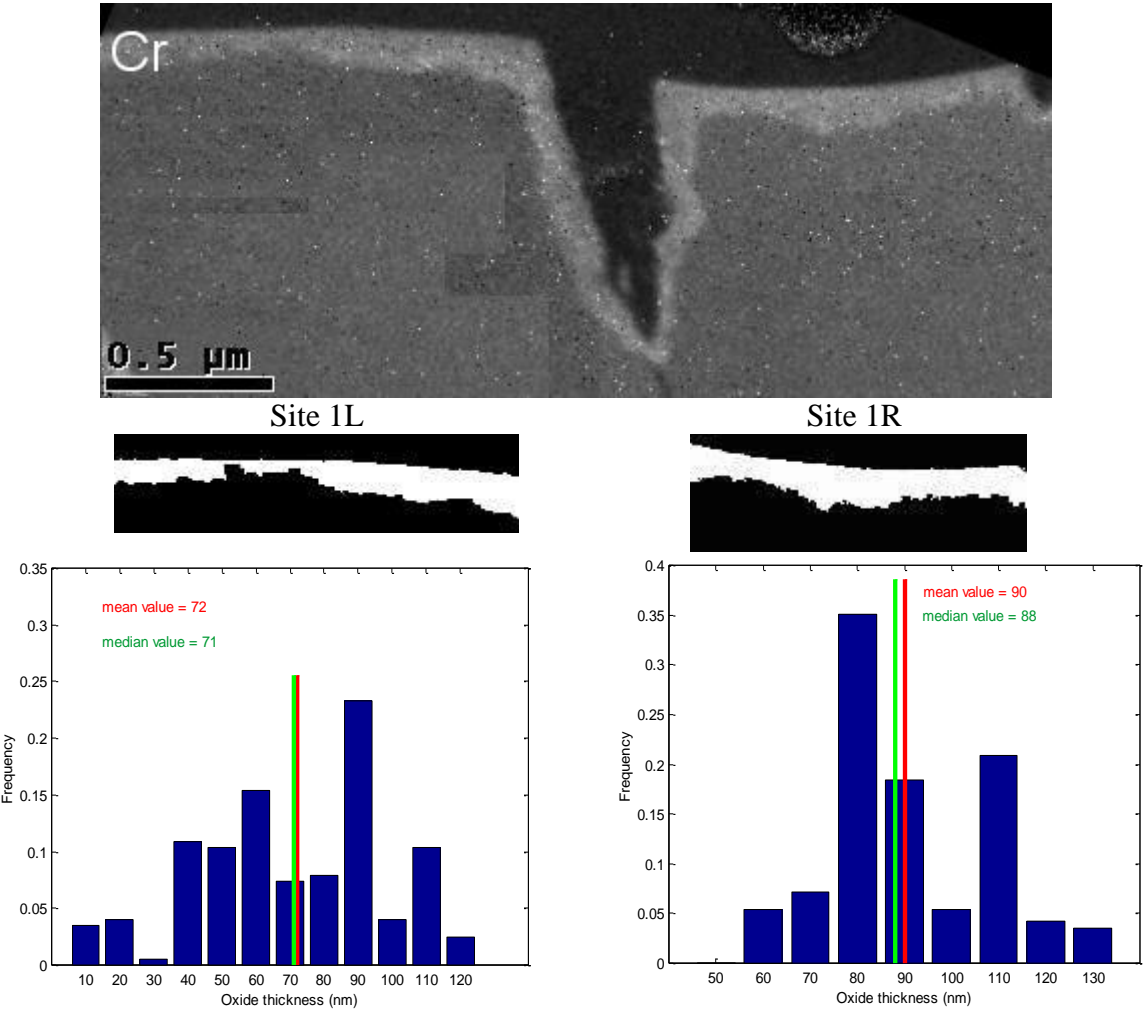 Cr
0.5 µm
Site 1L
Site 1R
0.35
0.3
0.25
0.2
0.15
0.1
0.05
0
Frequency
mean value = 72
median value = 71
10 20 30 40 50 60 70 80 90 100 110 120
Oxide thickness (nm)
0.4
0.35
0.3
0.25
0.2
0.15
0.1
0.05
0
Frequency
mean value = 90
median value = 88
50 60 70 80 90 100 110 120 130
Oxide thickness (nm)